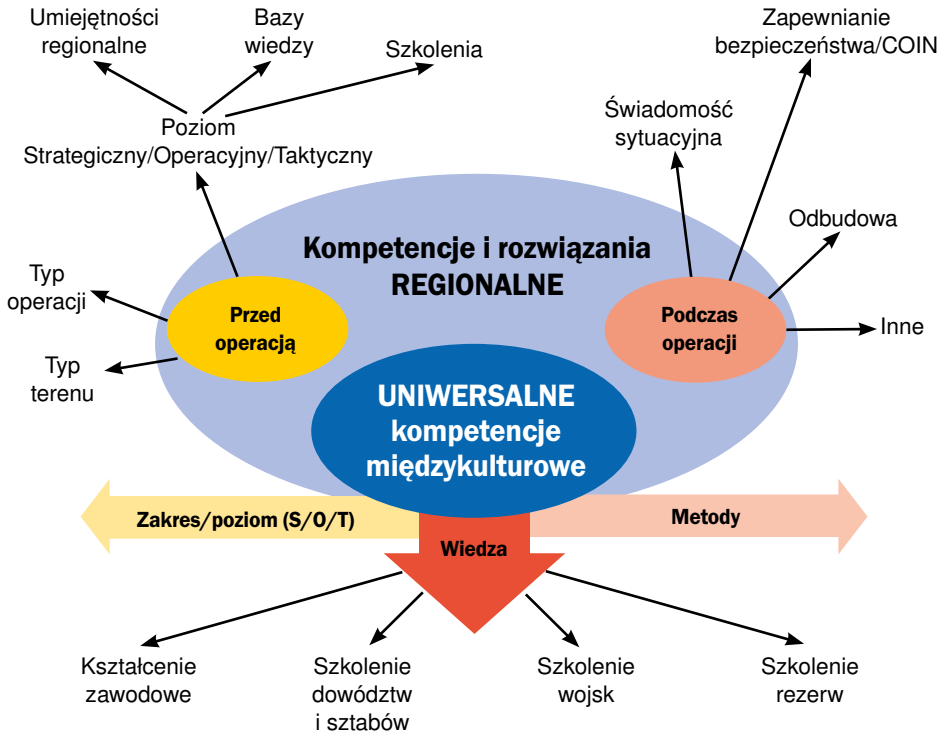 Umiejętności
regionalne
Bazy
wiedzy
Szkolenia
Zapewnianie
bezpieczeństwa/COIN
Poziom
Strategiczny/Operacyjny/Taktyczny
Świadomość
sytuacyjna
Odbudowa
Kompetencje i rozwiązania
REGIONALNE
Typ
operacji
Przed
operacją
Podczas
operacji
Inne
Typ
terenu
UNIWERSALNE
kompetencje
międzykulturowe
Zakres/poziom (S/O/T)
Metody
Wiedza
Kształcenie
zawodowe
Szkolenie
dowództw
i sztabów
Szkolenie
wojsk
Szkolenie
rezerw